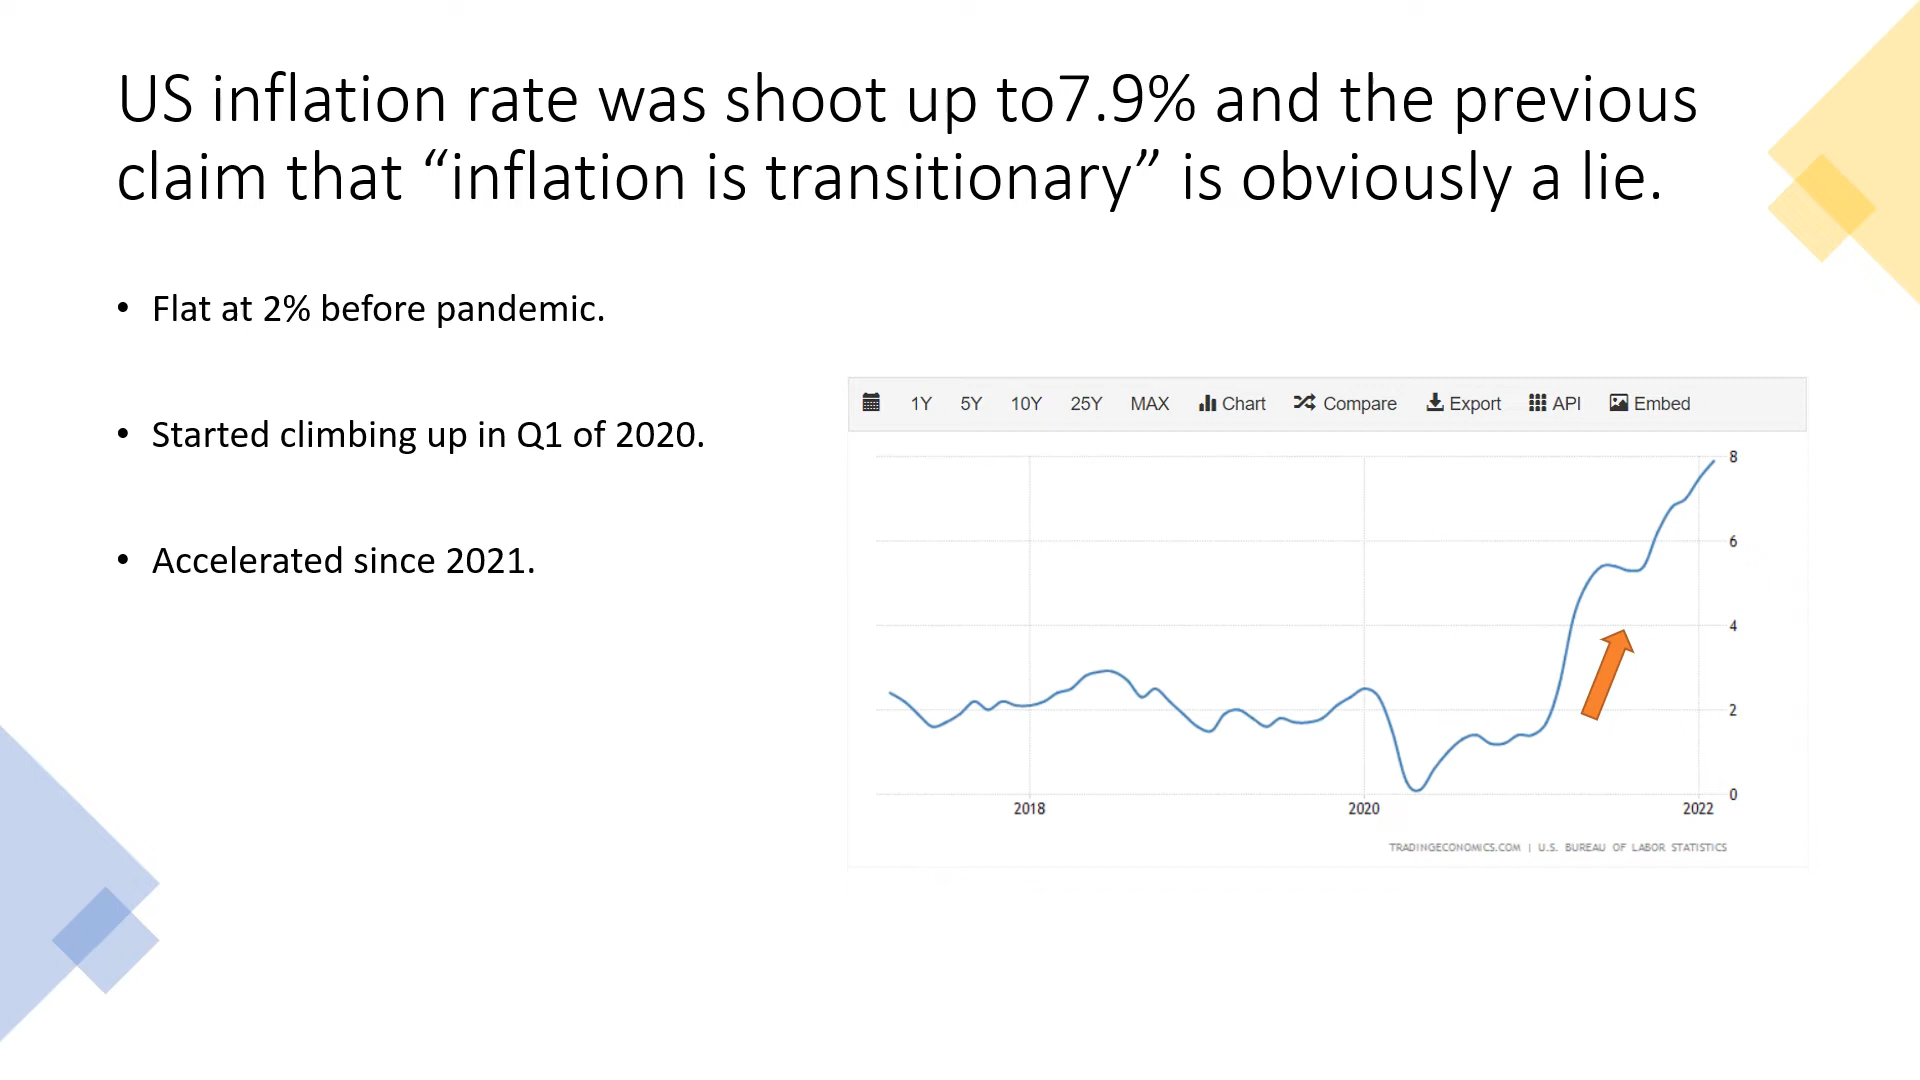 US inflation rate was shoot up to7.9% and the previous
claim that “inflation is transitionary” is obviously a lie.
• Flat at 2% before pandemic.
• Started climbing up in Q1 of 2020.
• Accelerated since 2021.
1Y 5Y 10Y 25Y MAX Chart Compare Export API Embed
8
6
4
2
0
2018 2020 2022
TRADINGECONOMICS.COM | U.S. BUREAU OF LABOR STATISTICS